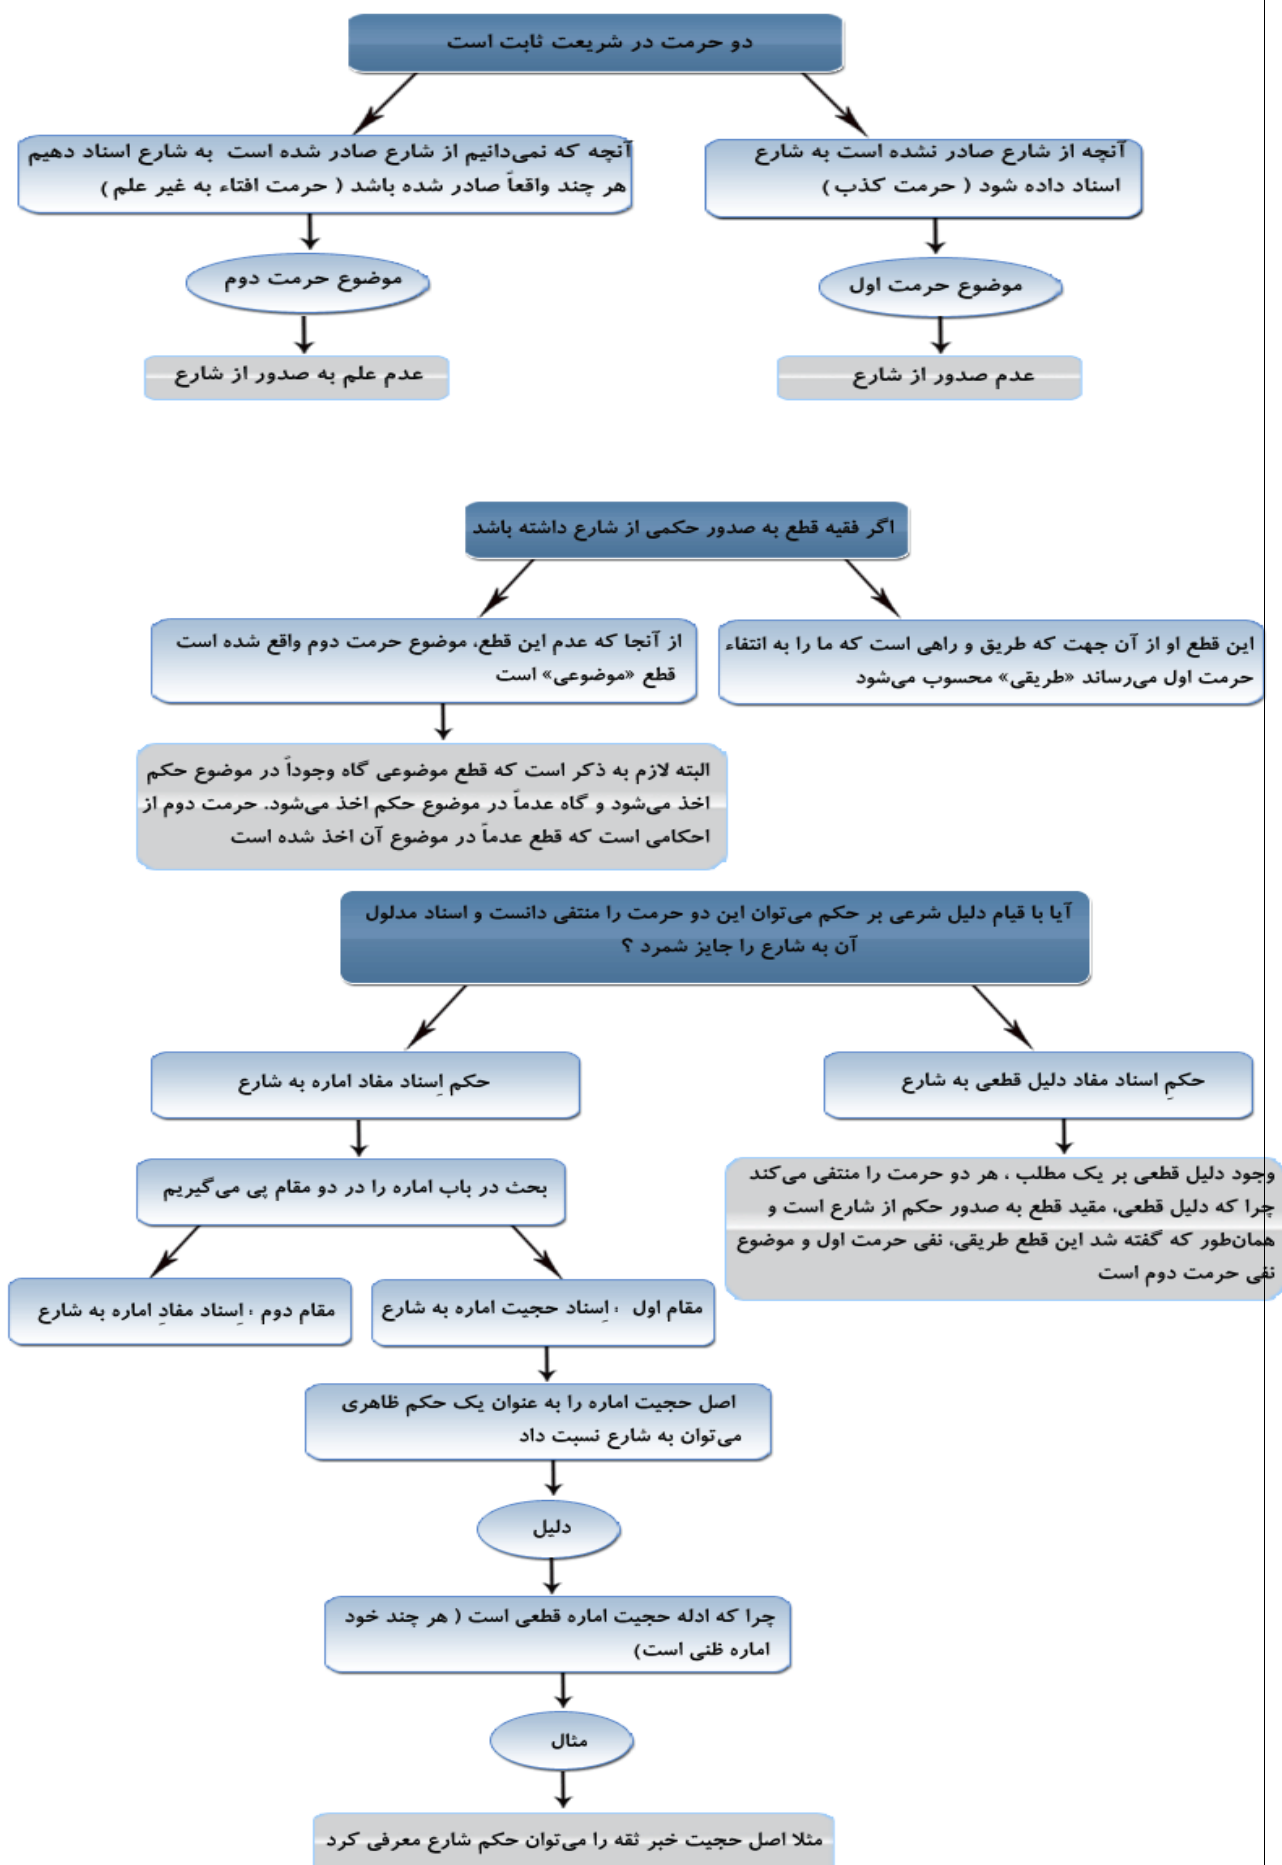 دو حرمت در شریعت ثابت است
آنچه از شارع صادر نشده است به شارع
اسناد داده شود ( حرمت کذب )
آنچه که نمی‌دانیم از شارع صادر شده است به شارع اسناد دهیم
هر چند واقعاً صادر شده باشد ( حرمت افتاء به غیر علم )
موضوع حرمت اول
موضوع حرمت دوم
عدم صدور از شارع
عدم علم به صدور از شارع
اگر فقیه قطع به صدور حکمی از شارع داشته باشد
این قطع او از آن جهت که طریق و راهی است که ما را به انتفاء
حرمت اول می‌رساند «طریقی» محسوب می‌شود
از آنجا که عدم این قطع، موضوع حرمت دوم واقع شده است
قطع «موضوعی» است
البته لازم به ذکر است که قطع موضوعی گاه وجوداً در موضوع حکم
اخذ می‌شود و گاه عدماً در موضوع حکم اخذ می‌شود. حرمت دوم از
احکامی است که قطع عدماً در موضوع آن اخذ شده است
آیا با قیام دلیل شرعی بر حکم می‌توان این دو حرمت را منتفی دانست و اسناد مدلول
آن به شارع را جایز شمرد ؟
حکمِ اسناد مفاد دلیل قطعی به شارع
حکم اِسناد مفاد اماره به شارع
وجود دلیل قطعی بر یک مطلب ، هر دو حرمت را منتفی می‌کند
چرا که دلیل قطعی، مقید قطع به صدور حکم از شارع است و
همان‌طور که گفته شد این قطع طریقی، نفی حرمت اول و موضوع
نفی حرمت دوم است
بحث در باب اماره را در دو مقام پی می‌گیریم
مقام اول : اِسناد حجیت اماره به شارع
مقام دوم : اِسناد مفادِ اماره به شارع
اصل حجیت اماره را به عنوان یک حکم ظاهری
می‌توان به شارع نسبت داد
دلیل
چرا که ادله حجیت اماره قطعی است ( هر چند خود
اماره ظنی است)
مثال
مثلا اصل حجیت خبر ثقه را می‌توان حکم شارع معرفی کرد